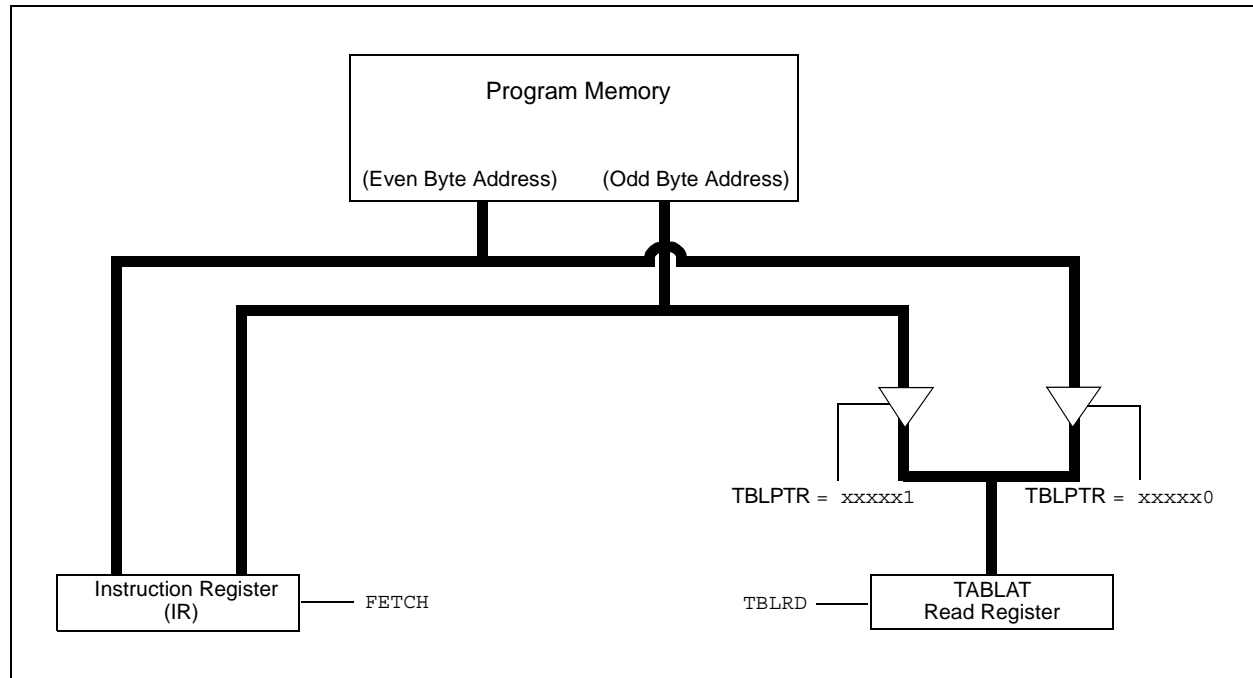 Program Memory
(Even Byte Address)
(Odd Byte Address)
TBLPTR = xxxxx1
TBLPTR = xxxxx0
Instruction Register
(IR)
FETCH
TBLRD
TABLAT
Read Register